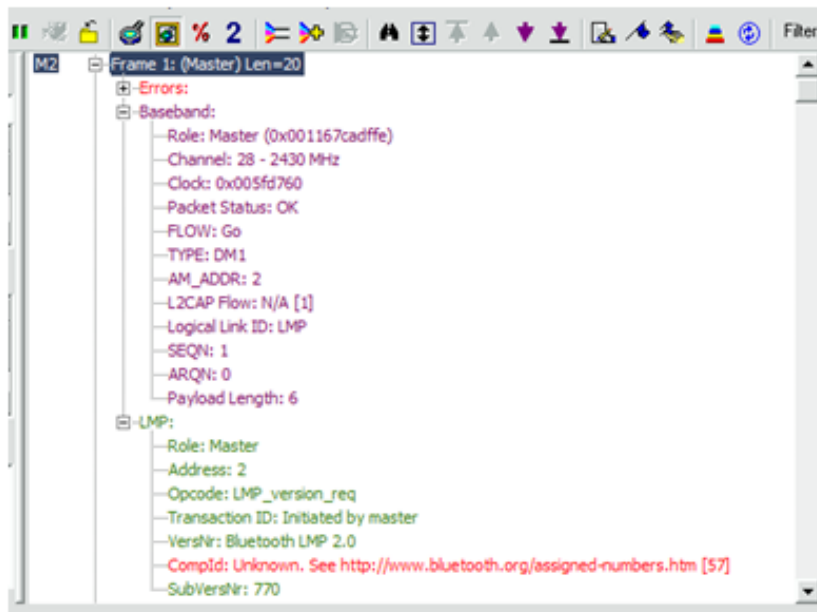 % 2 Filter
M2 Frame 1: (Master) Len=20
Errors:
Baseband:
Role: Master (0x001167cadffe)
Channel: 28 - 2430 MHz
Clock: 0x005fd760
Packet Status: OK
FLOW: Go
TYPE: DM1
AM_ADDR: 2
L2CAP Flow: N/A [1]
Logical Link ID: LMP
SEQN: 1
ARQN: 0
Payload Length: 6
LMP:
Role: Master
Address: 2
Opcode: LMP_version_req
Transaction ID: Initiated by master
VersNr: Bluetooth LMP 2.0
CompId: Unknown. See http://www.bluetooth.org/assigned-numbers.htm [57]
SubVersNr: 770